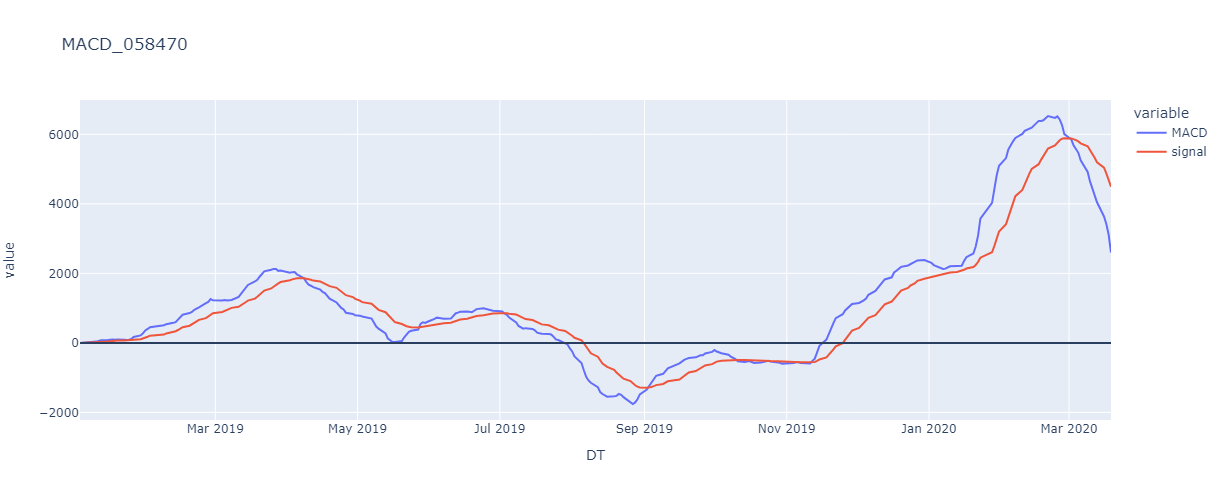 MACD_058470
variable
MACD
signal
value
6000
4000
2000
0
−2000
Mar 2019
May 2019
Jul 2019
Sep 2019
Nov 2019
Jan 2020
Mar 2020
DT